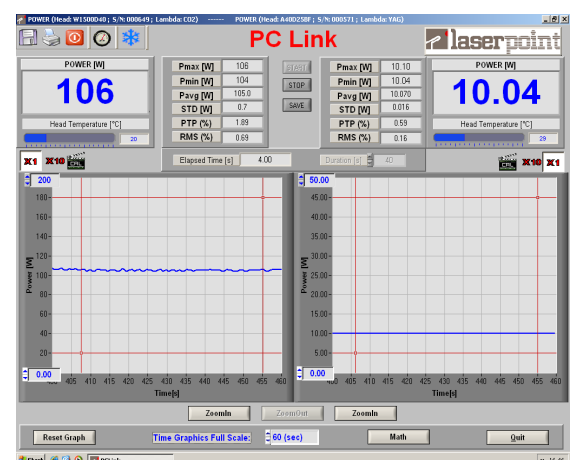 POWER (Head: W1500D40 ; S/N: 000649 ; Lambda: CO2) ------ POWER (Head: A40D25BF ; S/N: 000571 ; Lambda: YAG)
PC Link
laserpoint
POWER [W]
106
Head Temperature [°C]
20
Pmax [W] 106
Pmin [W] 104
Pavg [W] 105.0
STD [W] 0.7
PTP (%) 1.89
RMS (%) 0.69
START
STOP
SAVE
Pmax [W] 10.10
Pmin [W] 10.04
Pavg [W] 10.070
STD [W] 0.016
PTP (%) 0.59
RMS (%) 0.16
POWER [W]
10.04
Head Temperature [°C]
29
X1 X10 CAL
Elapsed Time [s] 4.00
Duration [s] 40
CAL X10 X1
200
180
160
140
120
100
80
60
40
20
0.00
Power [W]
405 410 415 420 425 430 435 440 445 450 455 460
Time[s]
50.00
45.00
40.00
35.00
30.00
25.00
20.00
15.00
10.00
5.00
0.00
Power [W]
405 410 415 420 425 430 435 440 445 450 455 460
Time[s]
ZoomIn ZoomOut ZoomIn
Reset Graph
Time Graphics Full Scale: 60 (sec)
Math
Quit